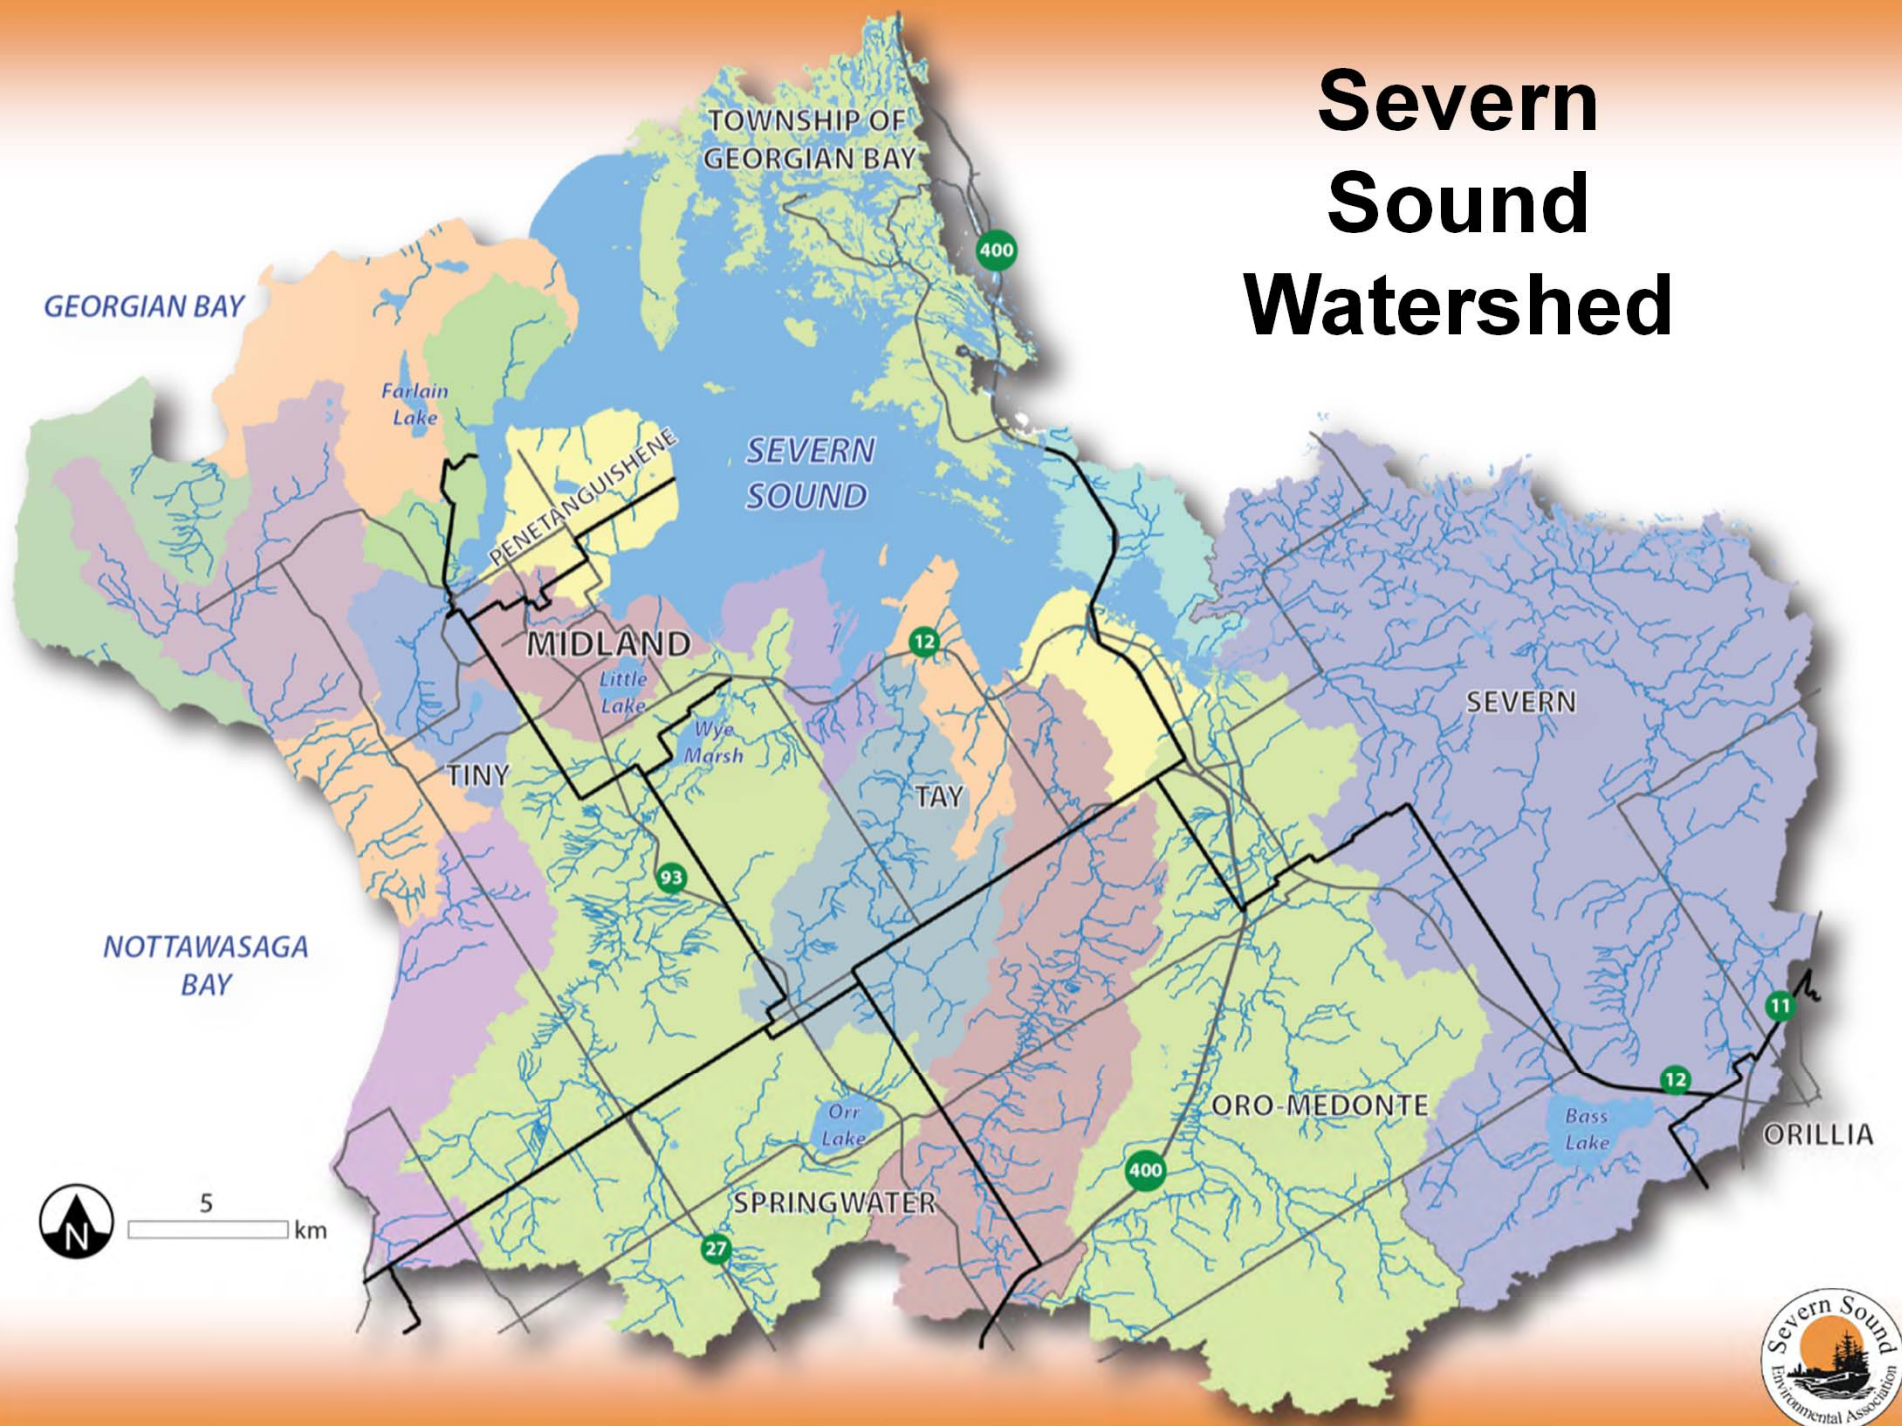 Severn
Sound
Watershed
TOWNSHIP OF
GEORGIAN BAY
400
GEORGIAN BAY
Farlain
Lake
PENETANGUISHENE
SEVERN
SOUND
MIDLAND
12
Little
Lake
Wye
Marsh
SEVERN
TINY
TAY
93
NOTTAWASAGA
BAY
11
12
Orr
Lake
ORO-MEDONTE
Bass
Lake
ORILLIA
400
SPRINGWATER
27
N
5
km
Severn Sound
Environmental Association